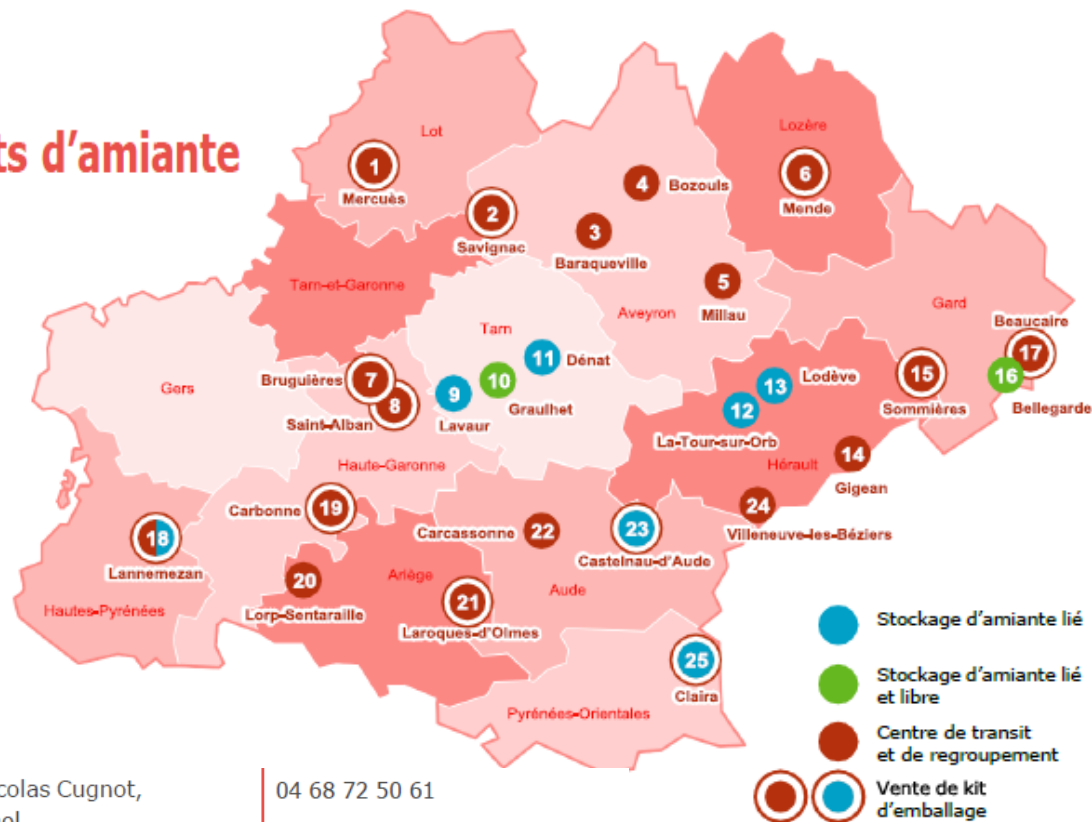 ts d'amiante
Lot
1
Mercuès
2
Savignac
4
Bozouls
3
Baraqueville
Lozère
6
Mende
5
Millau
Aveyron
Tarn-et-Garonne
Gard
Beaucaire
17
16
Bellegarde
15
Sommières
Tarn
11
Dénat
10
Graulhet
9
Lavaur
Gers
Bruguières
7
8
Saint-Alban
Haute-Garonne
13
Lodève
12
La-Tour-sur-Orb
Hérault
14
Gigean
24
Villeneuve-les-Béziers
Carbonne
19
18
Lannemezan
Hautes-Pyrénées
20
Lorp-Sentaraille
Ariège
21
Laroques-d'Olmes
Carcassonne
22
23
Castelnau-d'Aude
Aude
25
Claira
Pyrénées-Orientales
Stockage d'amiante lié
Stockage d'amiante lié
et libre
Centre de transit
et de regroupement
Vente de kit
d'emballage
colas Cugnot,
04 68 72 50 61